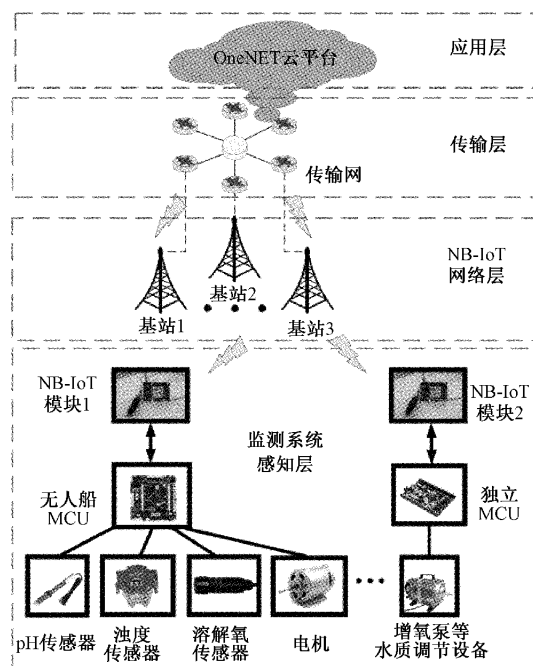 OneNET云平台
应用层
传输层
传输网
NB-IoT
网络层
基站2
基站1
基站3
NB-IoT
模块1
NB-IoT
模块2
监测系统
感知层
无人船
MCU
独立
MCU
pH传感器
浊度
传感器
溶解氧
传感器
电机
增氧泵等
水质调节设备